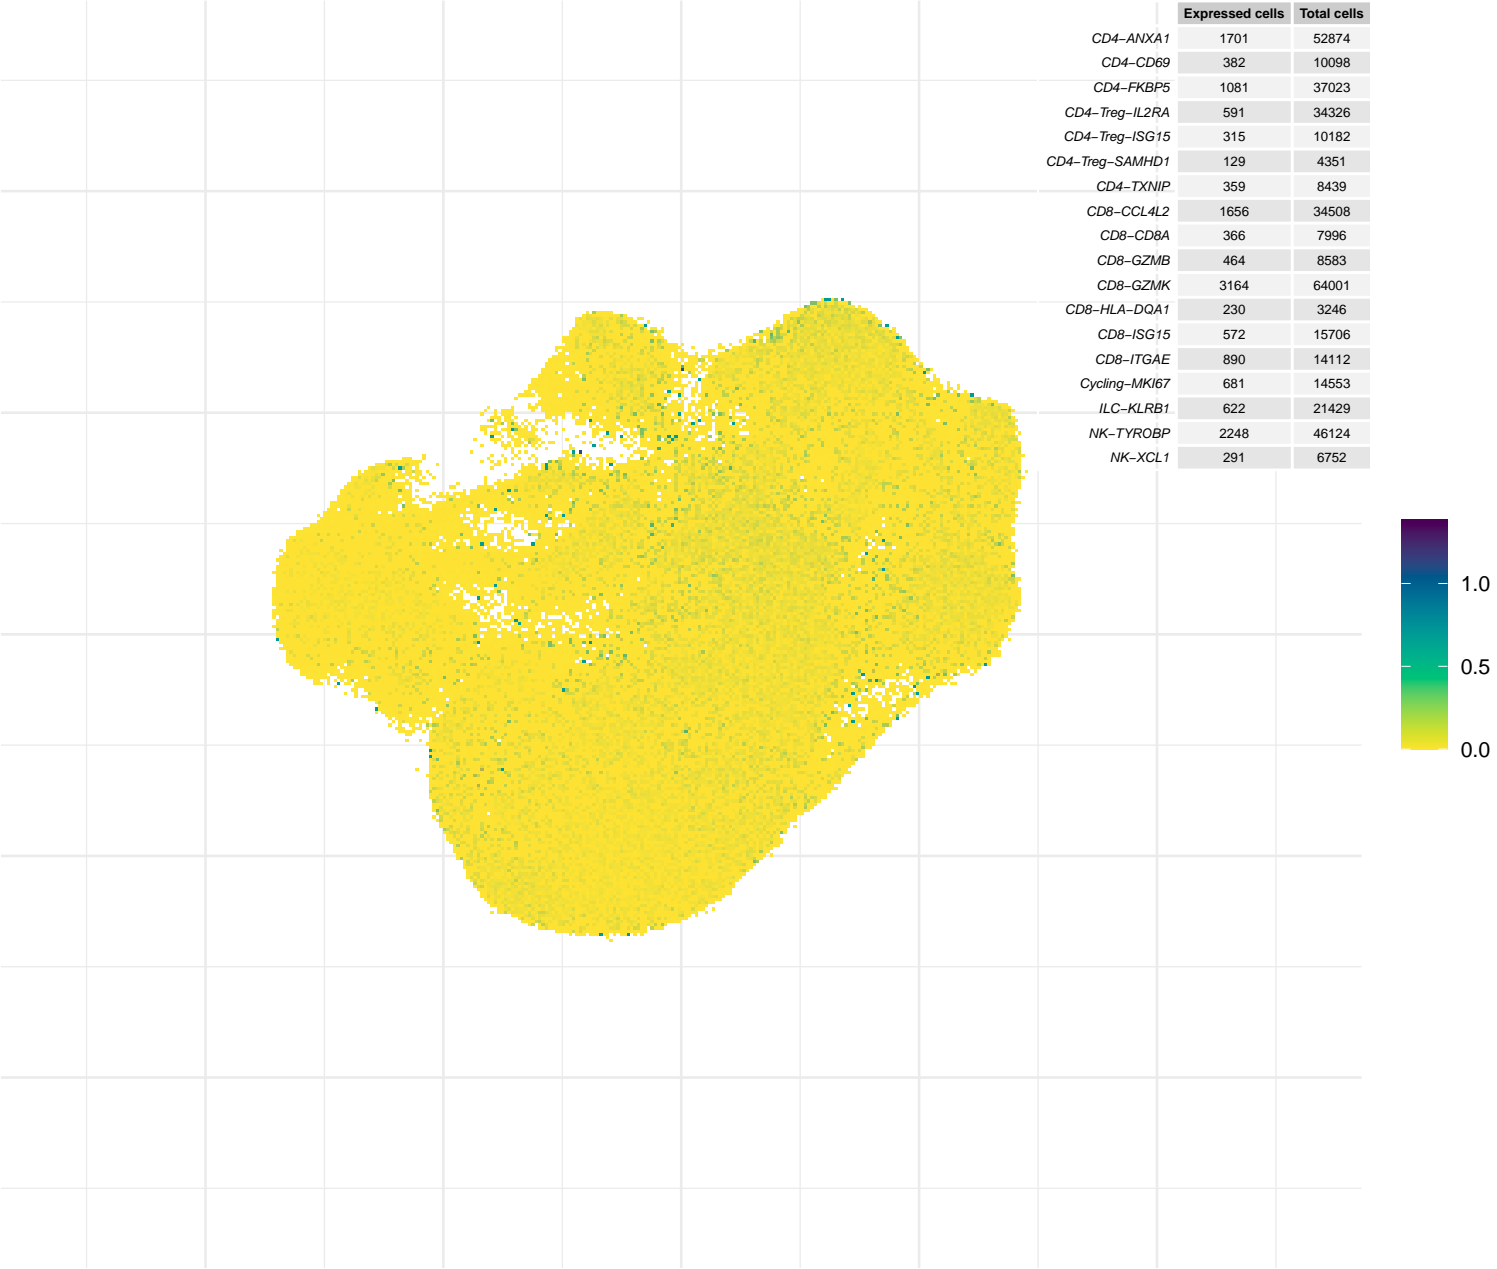 Expressed cells Total cells
CD4−ANXA1 1701 52874
CD4−CD69 382 10098
CD4−FKBP5 1081 37023
CD4−Treg−IL2RA 591 34326
CD4−Treg−ISG15 315 10182
CD4−Treg−SAMHD1 129 4351
CD4−TXNIP 359 8439
CD8−CCL4L2 1656 34508
CD8−CD8A 366 7996
CD8−GZMB 464 8583
CD8−GZMK 3164 64001
CD8−HLA−DQA1 230 3246
CD8−ISG15 572 15706
CD8−ITGAE 890 14112
Cycling−MKI67 681 14553
ILC−KLRB1 622 21429
NK−TYROBP 2248 46124
NK−XCL1 291 6752
1.0
0.5
0.0